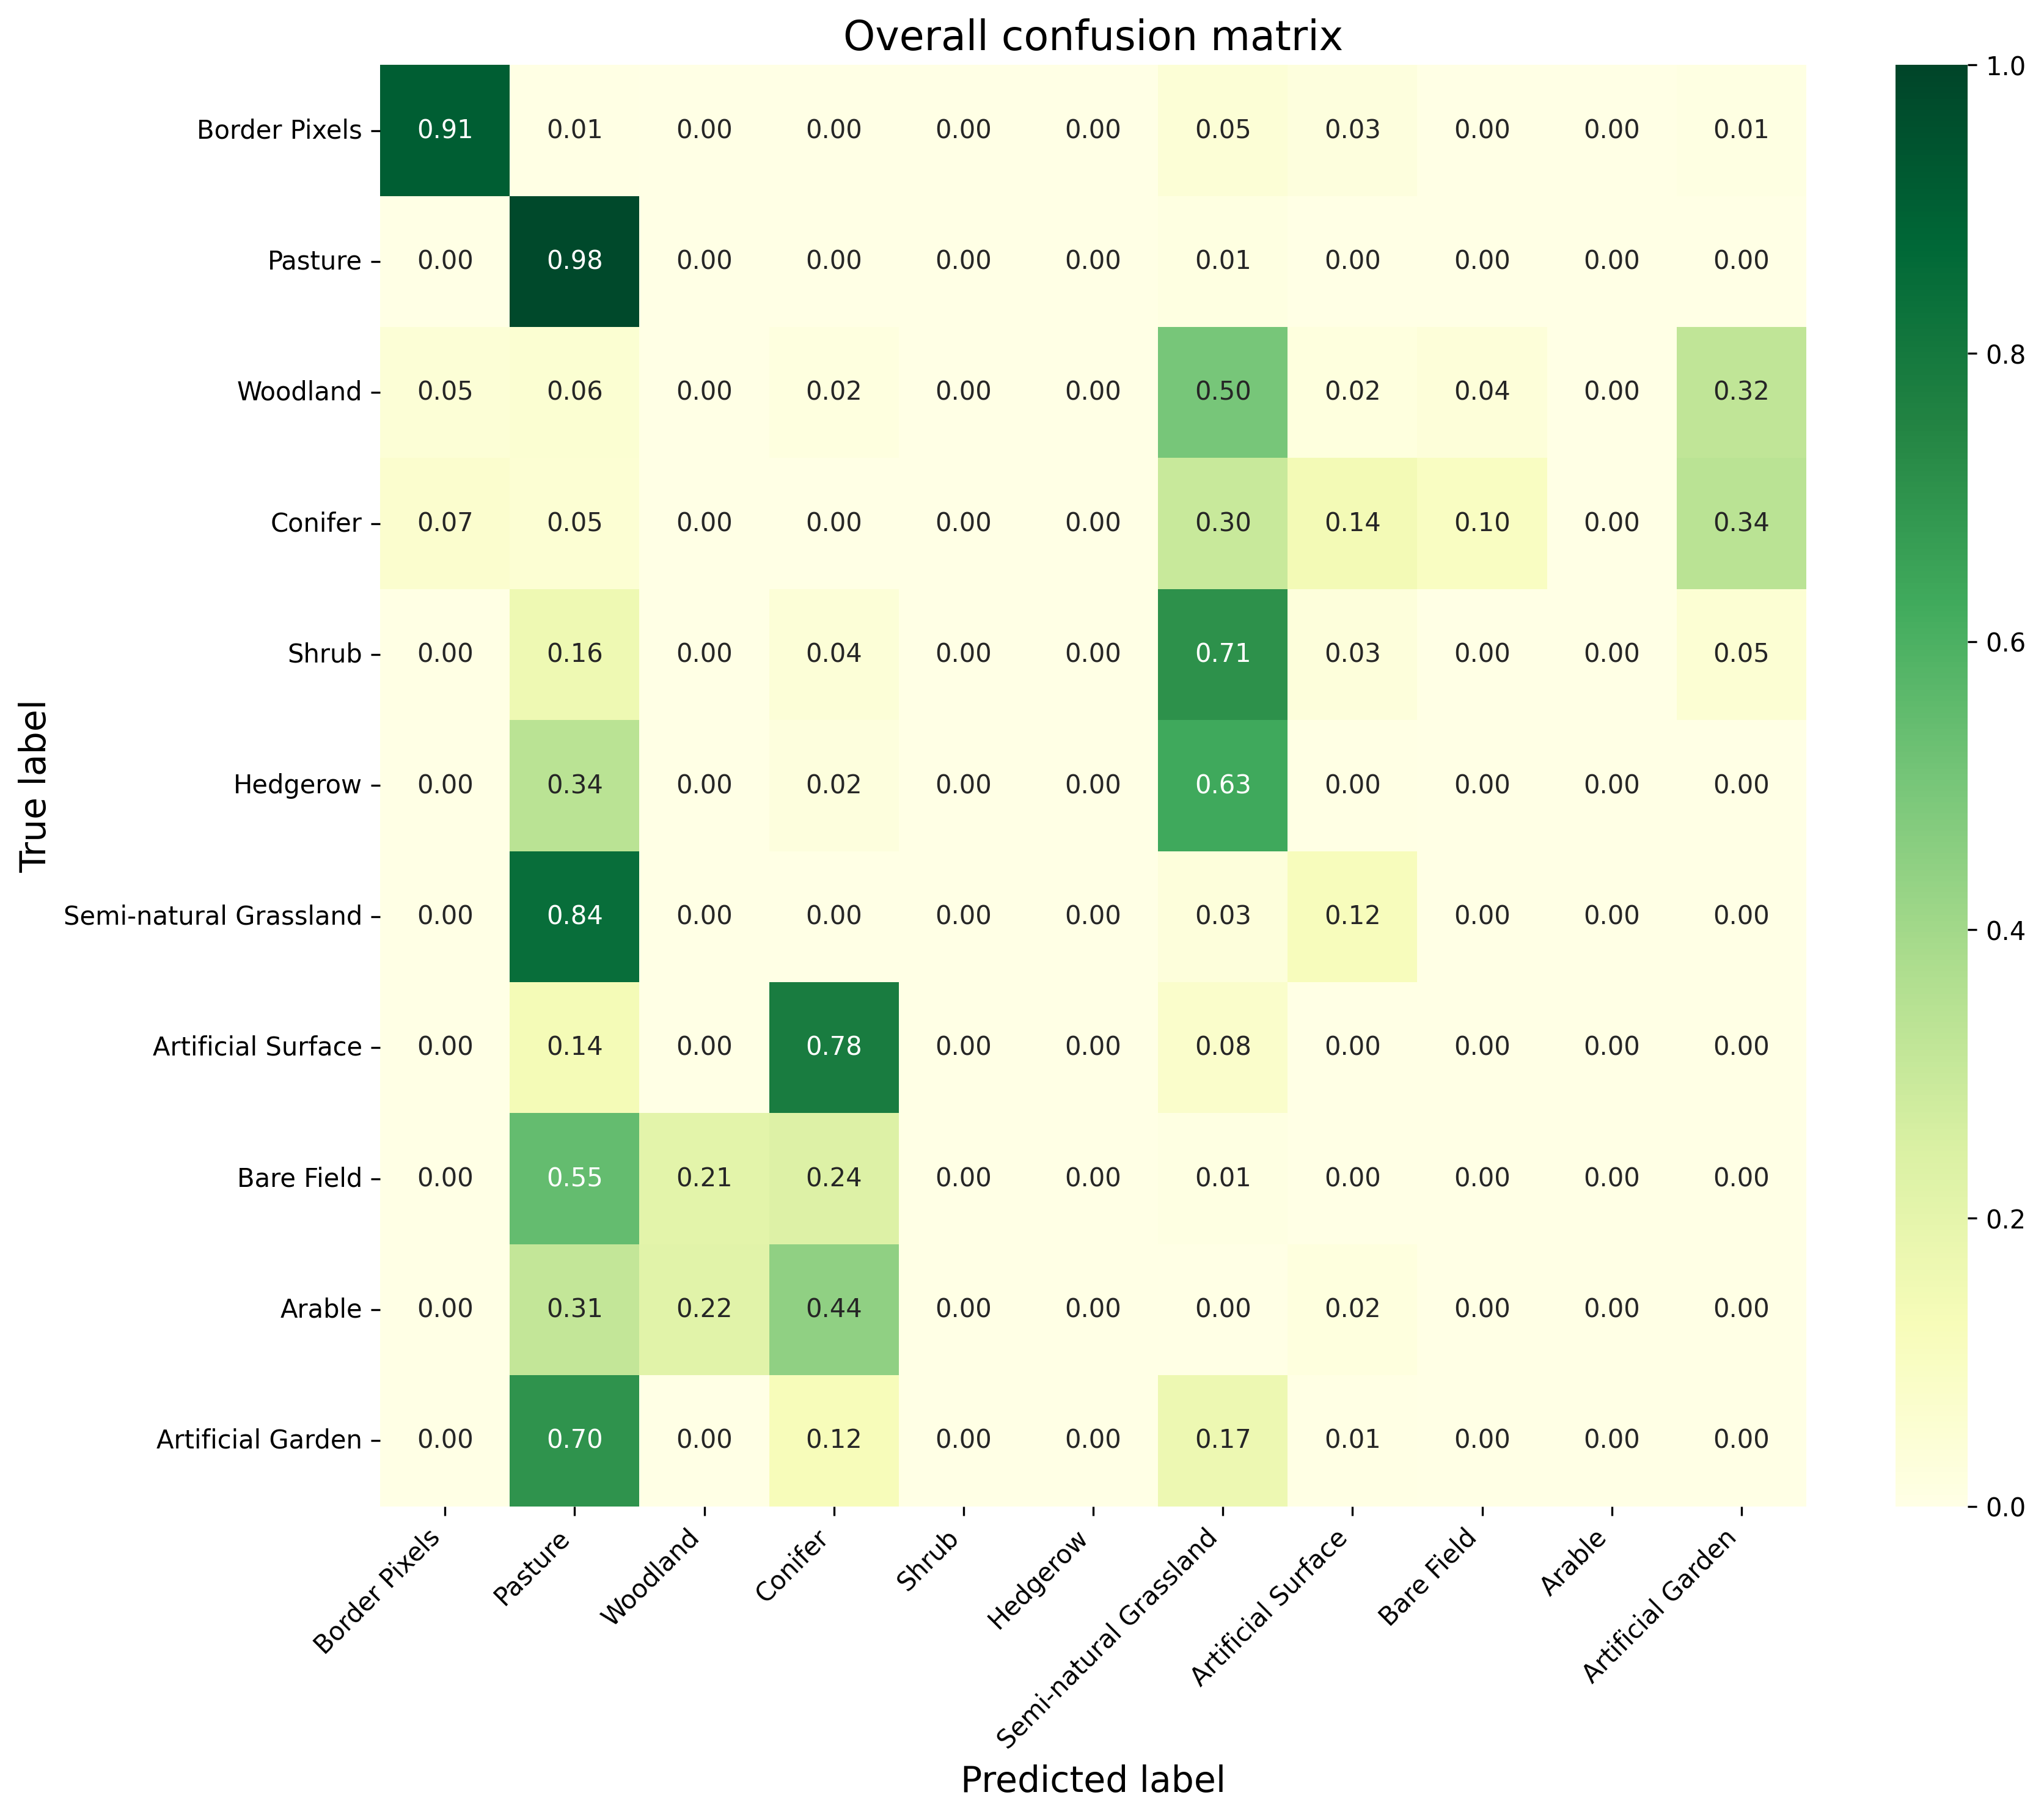 Overall confusion matrix
Border Pixels 0.91 0.01 0.00 0.00 0.00 0.00 0.05 0.03 0.00 0.00 0.01
Pasture 0.00 0.98 0.00 0.00 0.00 0.00 0.01 0.00 0.00 0.00 0.00
Woodland 0.05 0.06 0.00 0.02 0.00 0.00 0.50 0.02 0.04 0.00 0.32
Conifer 0.07 0.05 0.00 0.00 0.00 0.00 0.30 0.14 0.10 0.00 0.34
Shrub 0.00 0.16 0.00 0.04 0.00 0.00 0.71 0.03 0.00 0.00 0.05
Hedgerow 0.00 0.34 0.00 0.02 0.00 0.00 0.63 0.00 0.00 0.00 0.00
Semi-natural Grassland 0.00 0.84 0.00 0.00 0.00 0.00 0.03 0.12 0.00 0.00 0.00
Artificial Surface 0.00 0.14 0.00 0.78 0.00 0.00 0.08 0.00 0.00 0.00 0.00
Bare Field 0.00 0.55 0.21 0.24 0.00 0.00 0.01 0.00 0.00 0.00 0.00
Arable 0.00 0.31 0.22 0.44 0.00 0.00 0.00 0.02 0.00 0.00 0.00
Artificial Garden 0.00 0.70 0.00 0.12 0.00 0.00 0.17 0.01 0.00 0.00 0.00
True label
Border Pixels
Pasture
Woodland
Conifer
Shrub
Hedgerow
Semi-natural Grassland
Artificial Surface
Bare Field
Arable
Artificial Garden
Predicted label
1.0
0.8
0.6
0.4
0.2
0.0